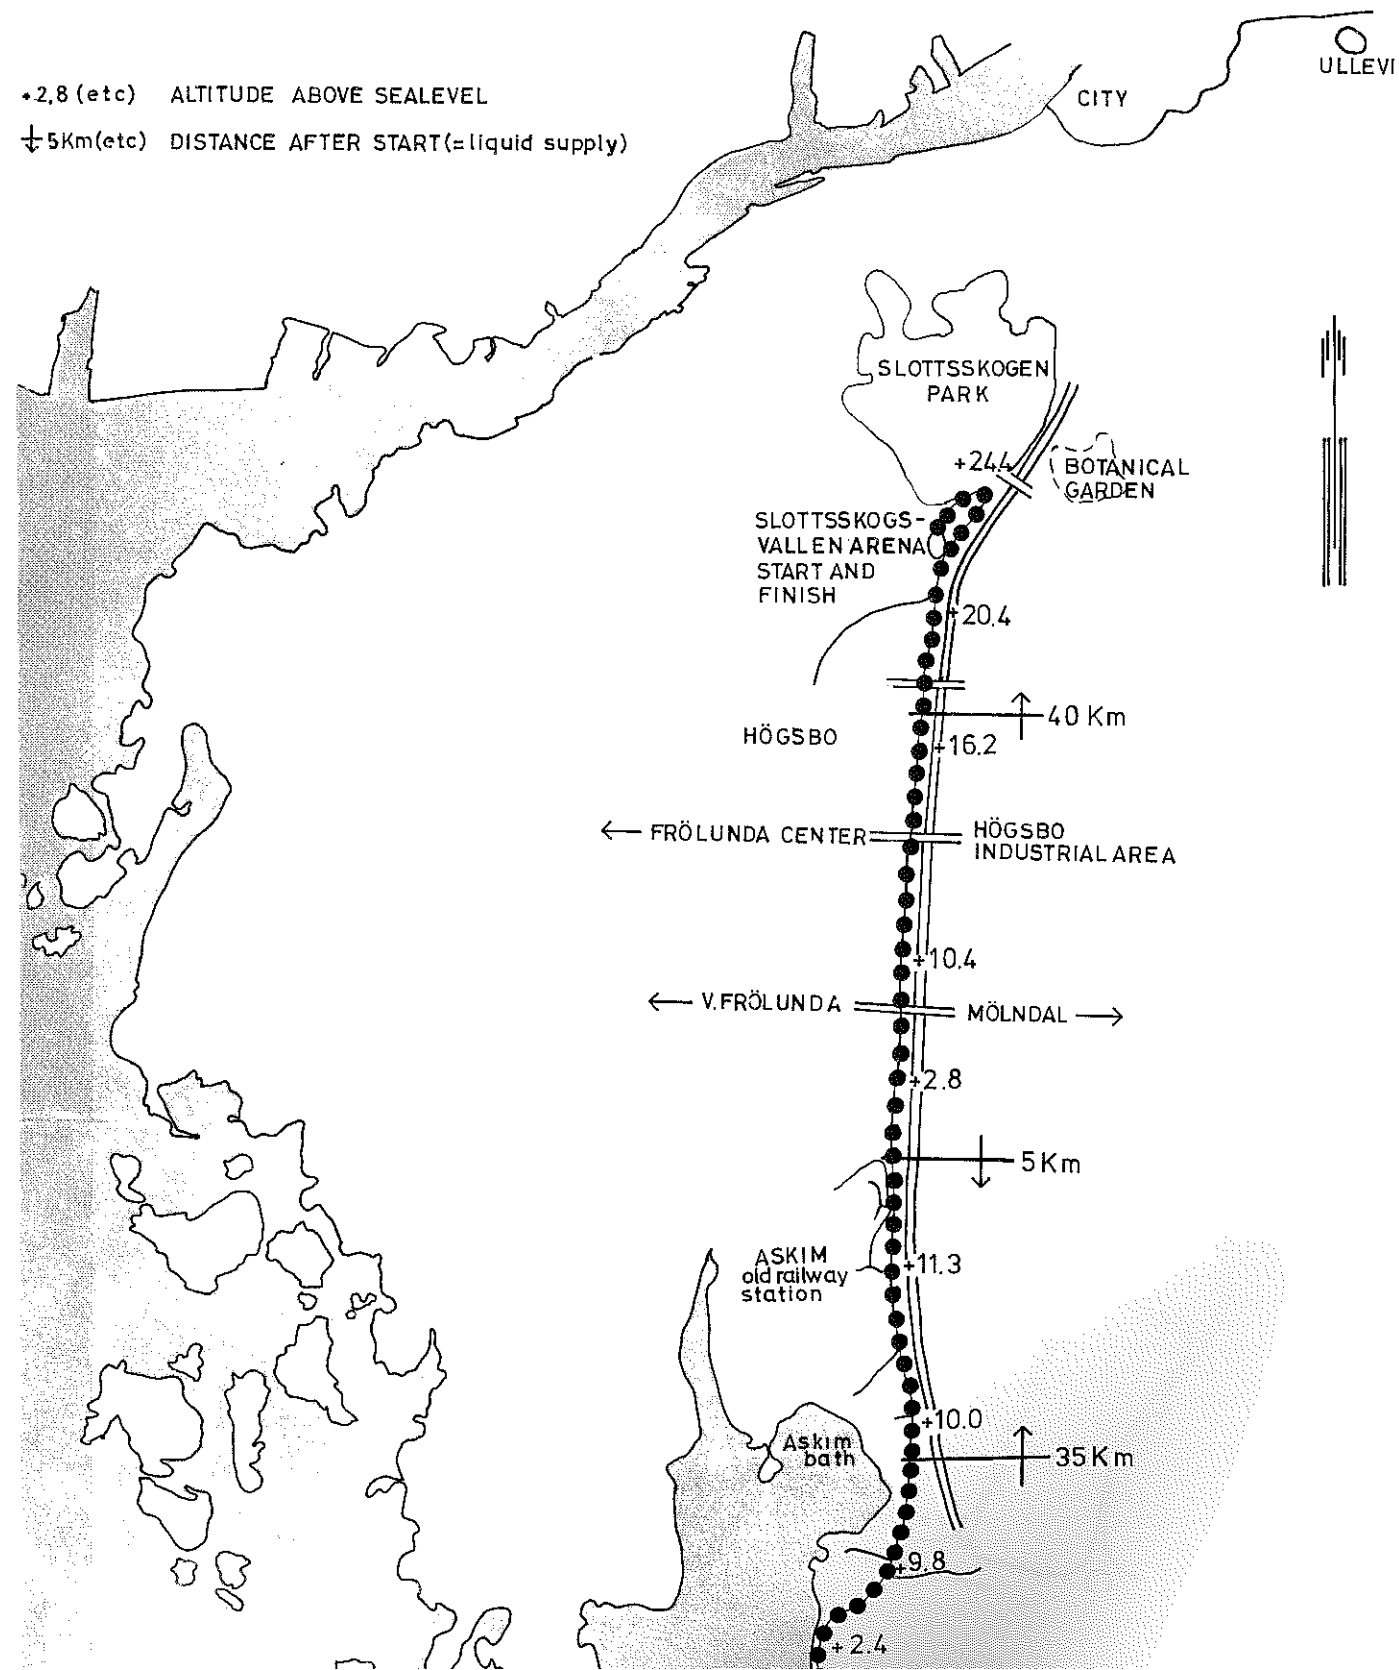 ULLEVI
+2,8 (etc) ALTITUDE ABOVE SEALEVEL
CITY
5Km(etc) DISTANCE AFTER START(=liquid supply)
SLOTTSSKOGEN
PARK
+24.4
BOTANICAL
GARDEN
SLOTTSSKOGS-
VALLEN ARENA
START AND
FINISH
+20.4
40 Km
HÖGSBO
+16.2
← FRÖLUNDA CENTER
HÖGSBO
INDUSTRIAL AREA
+10.4
← V. FRÖLUNDA
MÖLNDAL →
+2.8
5 Km
ASKIM
old railway
station
+11.3
+10.0
Askim
bath
35 Km
+9.8
+2.4